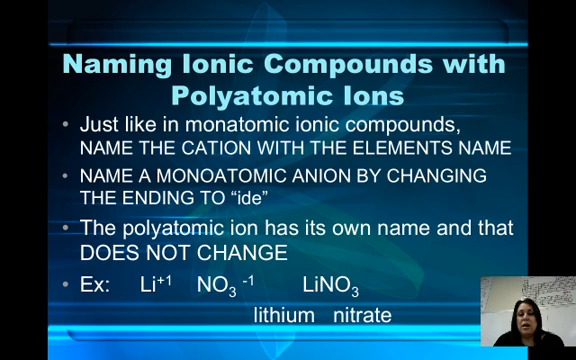 Naming Ionic Compounds with
Polyatomic Ions
• Just like in monatomic ionic compounds,
NAME THE CATION WITH THE ELEMENTS NAME
• NAME A MONOATOMIC ANION BY CHANGING
THE ENDING TO “ide”
• The polyatomic ion has its own name and that
DOES NOT CHANGE
• Ex: Li⁺¹ NO₃ ⁻¹ LiNO₃
lithium nitrate